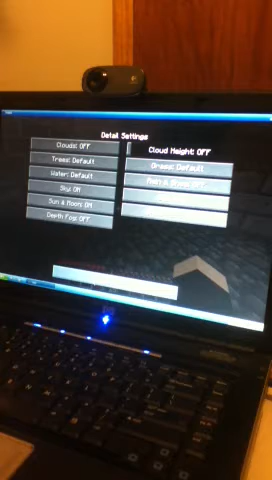 Detail Settings
Clouds: OFF
Cloud Height: OFF
Trees: Default
Grass: Default
Water: Default
Rain & Snow: OFF
Sky: ON
Sun & Moon: ON
Depth Fog: OFF